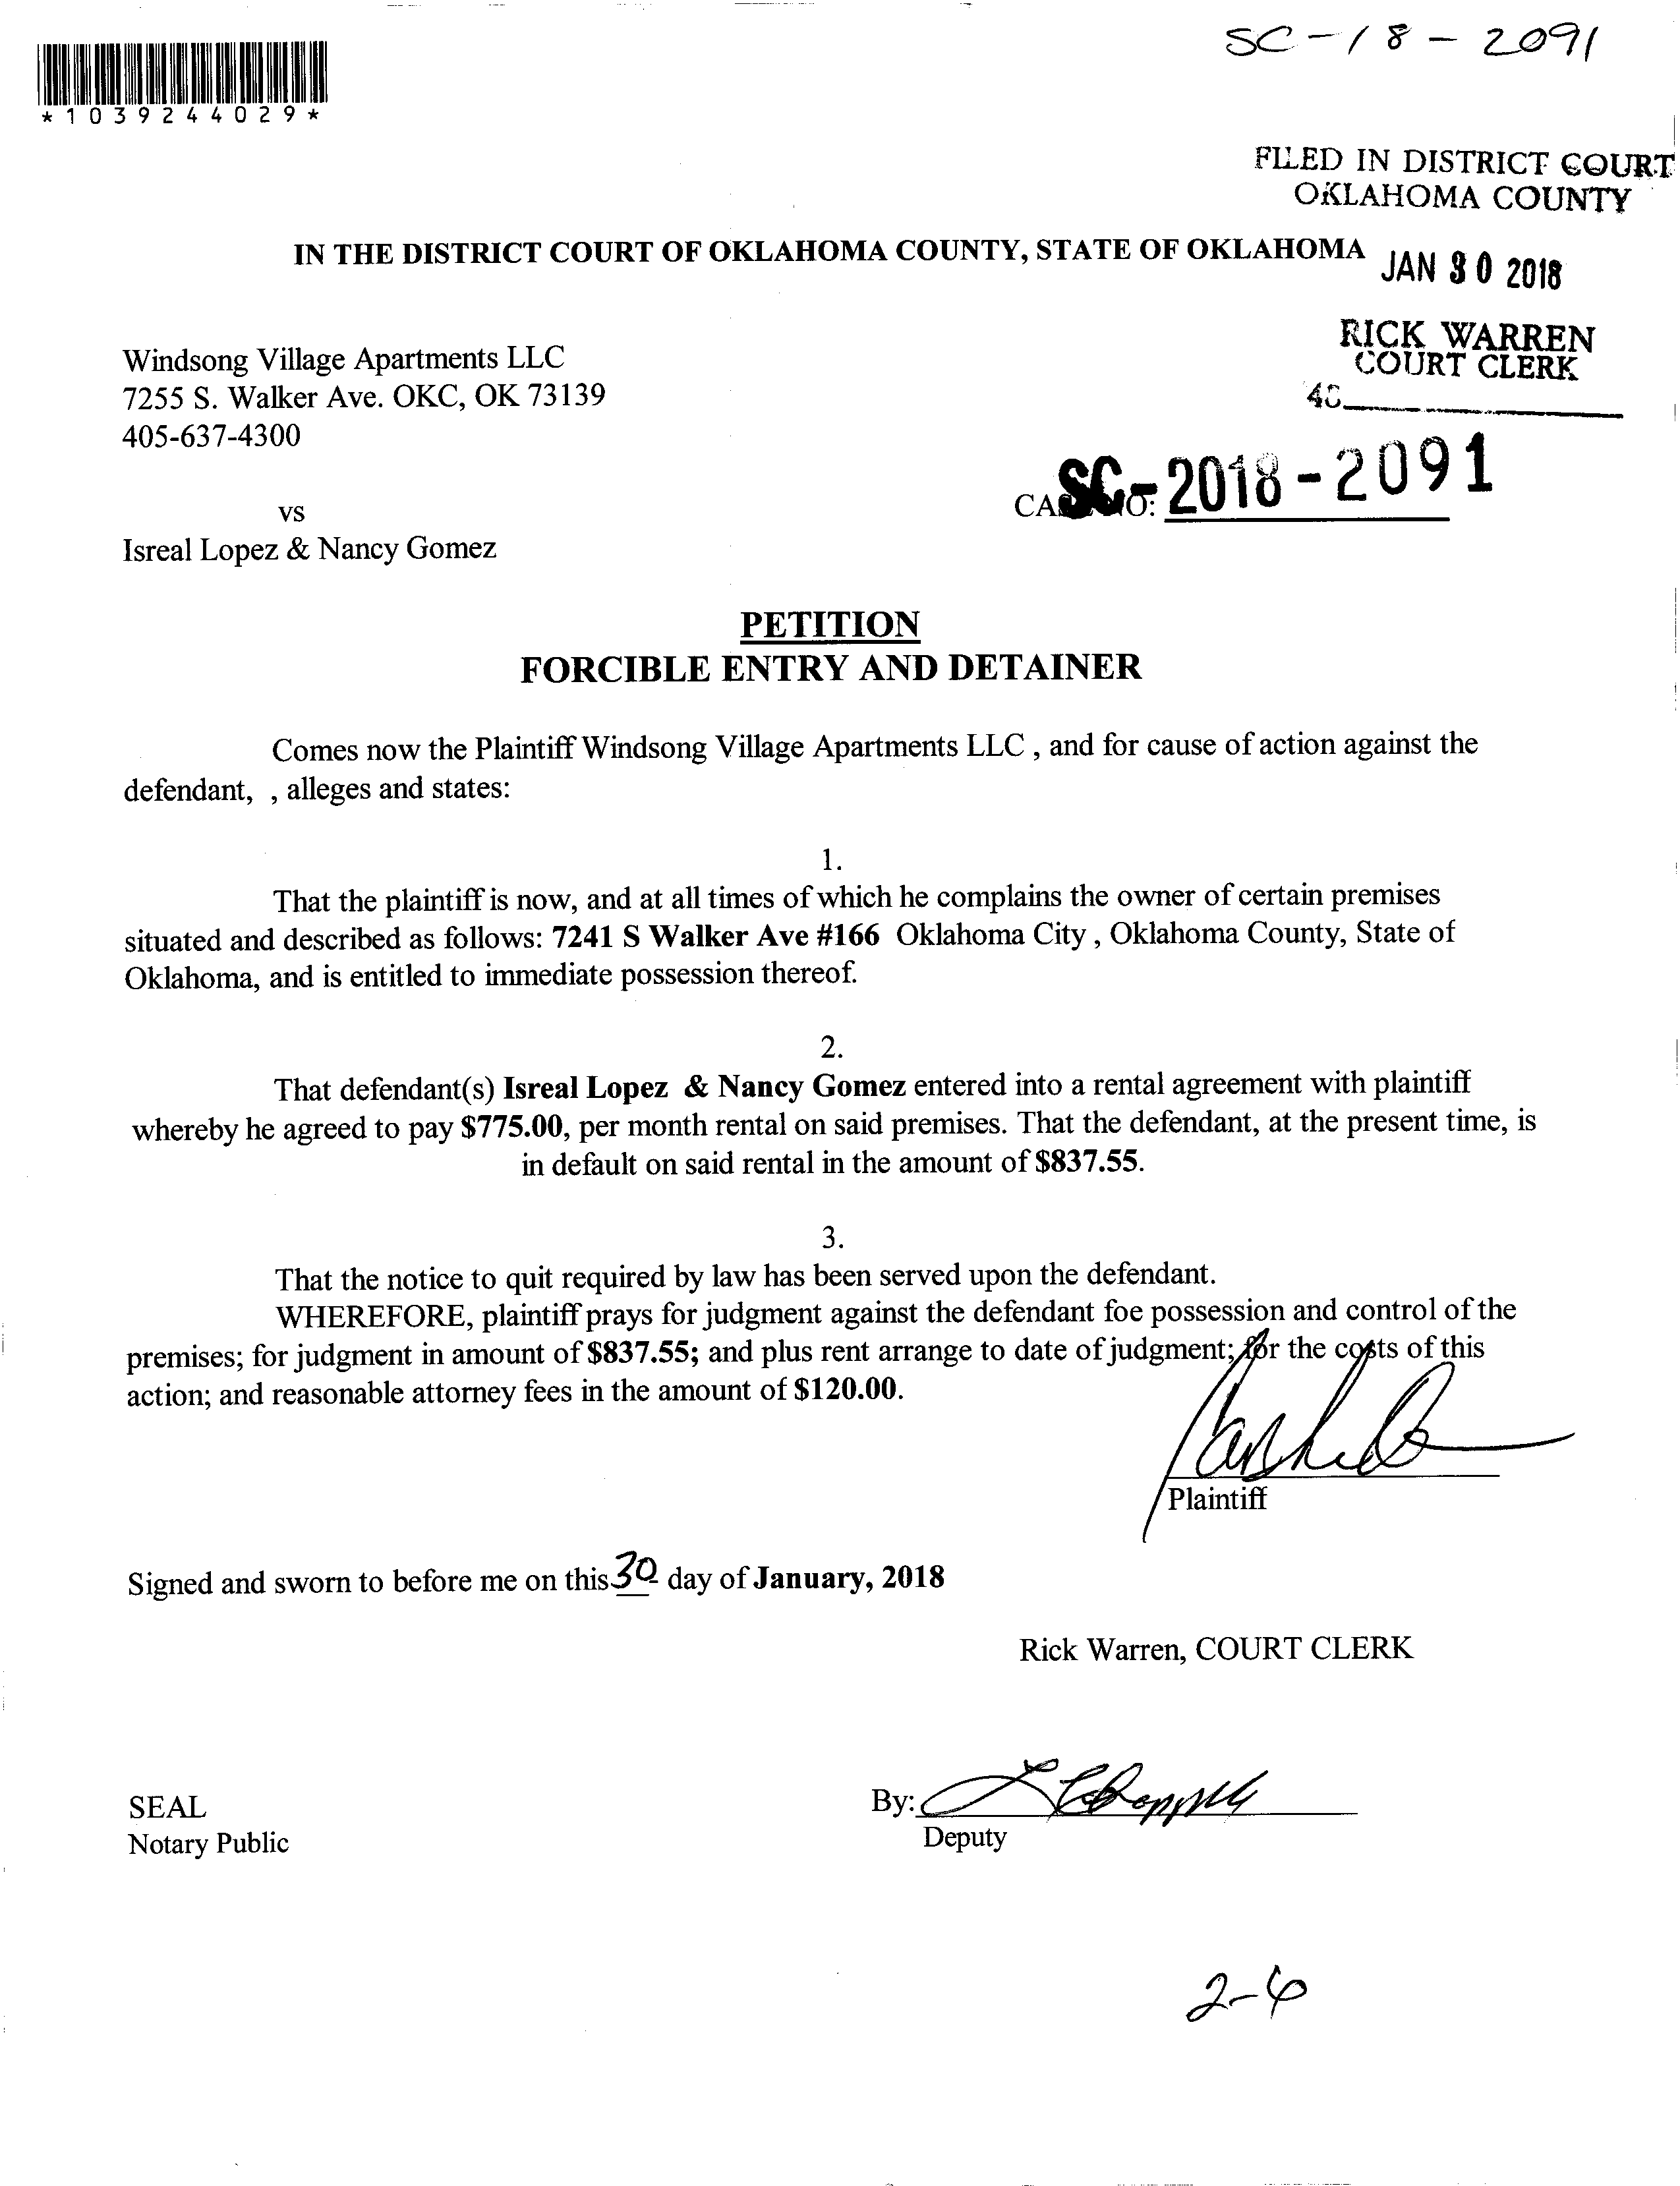 SC-18-2091
*1039244029*
FILED IN DISTRICT COURT
OKLAHOMA COUNTY
IN THE DISTRICT COURT OF OKLAHOMA COUNTY, STATE OF OKLAHOMA
JAN 30 2018
RICK WARREN
COURT CLERK
Windsong Village Apartments LLC
7255 S. Walker Ave. OKC, OK 73139
405-637-4300
SC-2018-2091
vs
Isreal Lopez & Nancy Gomez
PETITION
FORCIBLE ENTRY AND DETAINER
Comes now the Plaintiff Windsong Village Apartments LLC , and for cause of action against the
defendant, , alleges and states:
1.
That the plaintiff is now, and at all times of which he complains the owner of certain premises
situated and described as follows: 7241 S Walker Ave #166 Oklahoma City , Oklahoma County, State of
Oklahoma, and is entitled to immediate possession thereof.
2.
That defendant(s) Isreal Lopez & Nancy Gomez entered into a rental agreement with plaintiff
whereby he agreed to pay $775.00, per month rental on said premises. That the defendant, at the present time, is
in default on said rental in the amount of $837.55.
3.
That the notice to quit required by law has been served upon the defendant.
WHEREFORE, plaintiff prays for judgment against the defendant foe possession and control of the
premises; for judgment in amount of $837.55; and plus rent arrange to date of judgment; for the costs of this
action; and reasonable attorney fees in the amount of $120.00.
Plaintiff
Signed and sworn to before me on this 30 day of January, 2018
Rick Warren, COURT CLERK
SEAL
By:
Notary Public
Deputy